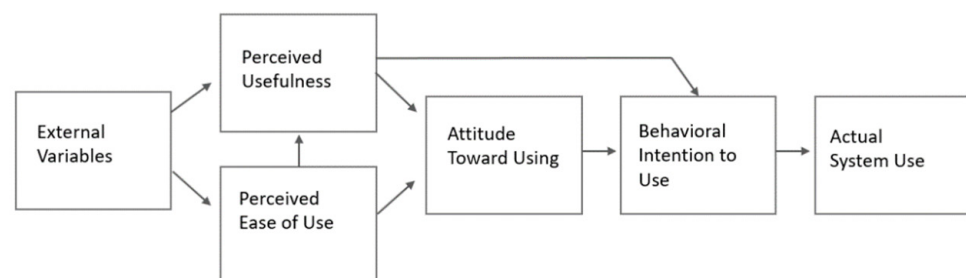 External
Variables
Perceived
Usefulness
Perceived
Ease of Use
Attitude
Toward Using
Behavioral
Intention to
Use
Actual
System Use